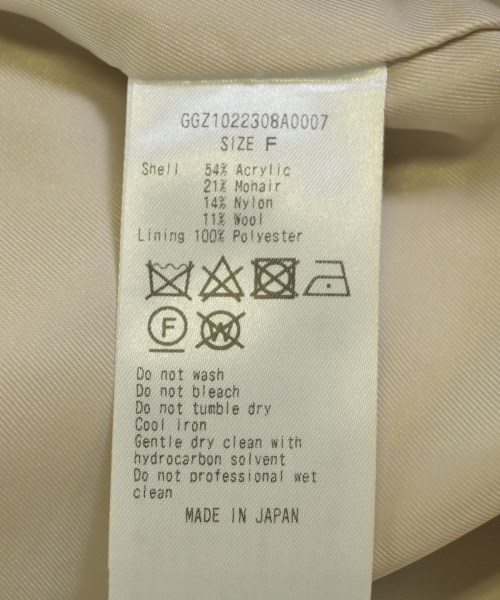 GGZ1022308A0007
SIZE F
Shell 54% Acrylic
21% Mohair
14% Nylon
11% Wool
Lining 100% Polyester
F W
Do not wash
Do not bleach
Do not tumble dry
Cool iron
Gentle dry clean with
hydrocarbon solvent
Do not professional wet
clean
MADE IN JAPAN